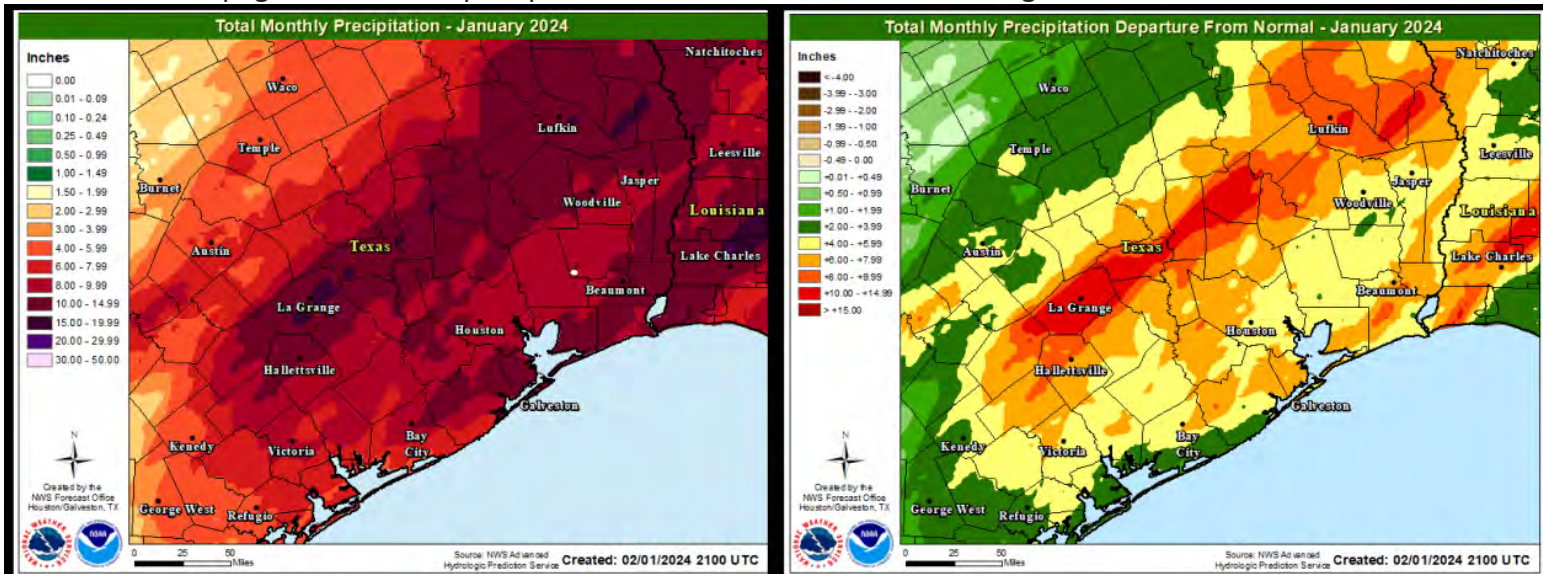 Total Monthly Precipitation - January 2024
Inches
0.00
0.01 - 0.09
0.10 - 0.24
0.25 - 0.49
0.50 - 0.99
1.00 - 1.49
1.50 - 1.99
2.00 - 2.99
3.00 - 3.99
4.00 - 5.99
6.00 - 7.99
8.00 - 9.99
10.00 - 14.99
15.00 - 19.99
20.00 - 29.99
30.00 - 50.00
Natchitoches
Waco
Lufkin
Temple
Leesville
Burnet
Jasper
Woodville
Louisiana
Austin
Texas
Lake Charles
Beaumont
La Grange
Houston
Hallettsville
Galveston
Bay
City
Kenedy
Victoria
George West
Refugio
N
Created by the
NWS Forecast Office
Houston/Galveston, TX
0 25 50
Miles
Source: NWS Advanced
Hydrologic Prediction Service
Created: 02/01/2024 2100 UTC
Total Monthly Precipitation Departure From Normal - January 2024
Inches
< -4.00
-3.99 - -3.00
-2.99 - -2.00
-1.99 - -1.00
-0.99 - -0.50
-0.49 - 0.00
+0.01 - +0.49
+0.50 - +0.99
+1.00 - +1.99
+2.00 - +3.99
+4.00 - +5.99
+6.00 - +7.99
+8.00 - +9.99
+10.00 - +14.99
> +15.00
Natchitoches
Waco
Lufkin
Temple
Leesville
Burnet
Jasper
Woodville
Louisiana
Austin
Texas
Lake Charles
Beaumont
La Grange
Houston
Hallettsville
Galveston
Bay
City
Kenedy
Victoria
George West
Refugio
N
Created by the
NWS Forecast Office
Houston/Galveston, TX
0 25 50
Miles
Source: NWS Advanced
Hydrologic Prediction Service
Created: 02/01/2024 2100 UTC